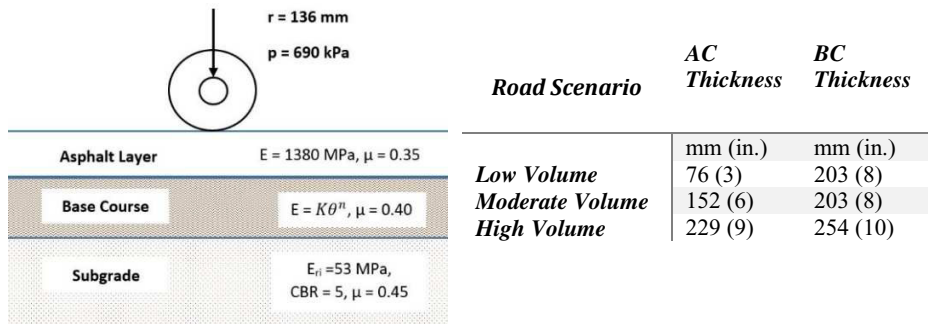 r = 136 mm
p = 690 kPa
Asphalt Layer
E = 1380 MPa, μ = 0.35
Base Course
E = Kθⁿ, μ = 0.40
Subgrade
Eᵣᵢ =53 MPa,
CBR = 5, μ = 0.45
Road Scenario AC Thickness BC Thickness
mm (in.) mm (in.)
Low Volume 76 (3) 203 (8)
Moderate Volume 152 (6) 203 (8)
High Volume 229 (9) 254 (10)